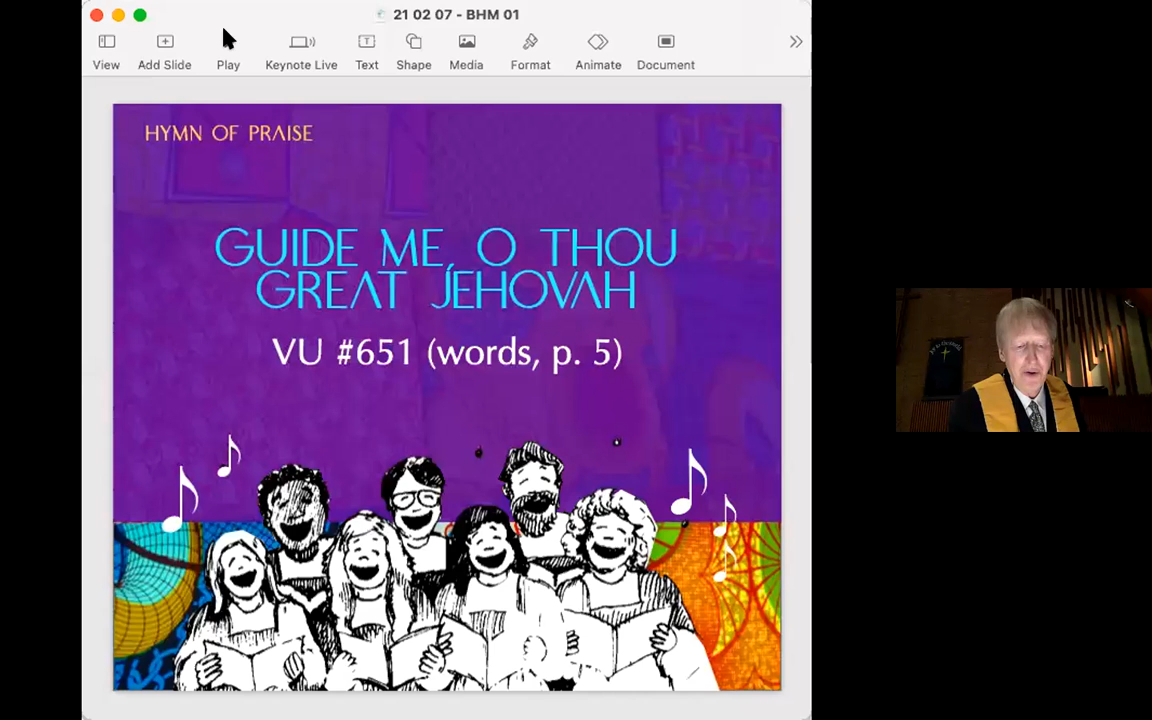 21 02 07 - BHM 01
View Add Slide Play Keynote Live Text Shape Media Format Animate Document
HYMN OF PRAISE
GUIDE ME, O THOU
GREAT JEHOVAH
VU #651 (words, p. 5)